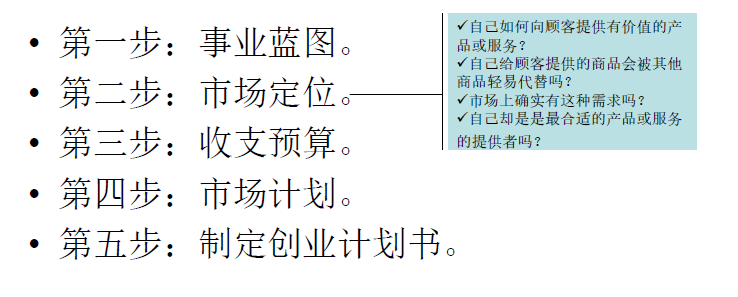 • 第一步：事业蓝图。
• 第二步：市场定位。
• 第三步：收支预算。
• 第四步：市场计划。
• 第五步：制定创业计划书。
✓自己如何向顾客提供有价值的产
品或服务？
✓自己给顾客提供的商品会被其他
商品轻易代替吗？
✓市场上确实有这种需求吗？
✓自己却是是最合适的产品或服务
的提供者吗？